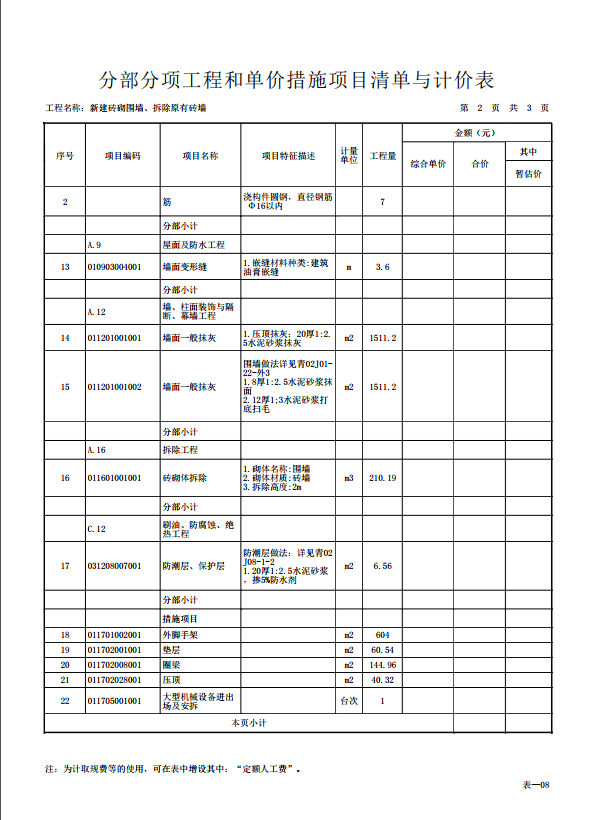 分部分项工程和单价措施项目清单与计价表
工程名称：新建砖砌围墙、拆除原有砖墙 第 2 页 共 3 页
序号 项目编码 项目名称 项目特征描述 计量单位 工程量 金额（元）
综合单价 合价 其中
暂估价
2 筋 浇构件圆钢，直径钢筋
Φ16以内 7
分部小计
A.9 屋面及防水工程
13 010903004001 墙面变形缝 1.嵌缝材料种类:建筑
油膏嵌缝 m 3.6
分部小计
A.12 墙、柱面装饰与隔
断、幕墙工程
14 011201001001 墙面一般抹灰 1.压顶抹灰：20厚1:2.
5水泥砂浆抹灰 m2 1511.2
15 011201001002 墙面一般抹灰 围墙做法详见青02J01
-22-外3
1.8厚1:2.5水泥砂浆抹
面
2.12厚1;3水泥砂浆打
底扫毛 m2 1511.2
分部小计
A.16 拆除工程
16 011601001001 砖砌体拆除 1.砌体名称:围墙
2.砌体材质:砖墙
3.拆除高度:2m m3 210.19
分部小计
C.12 刷油、防腐蚀、绝
热工程
17 031208007001 防潮层、保护层 防潮层做法：详见青02
J08-1-2
1.20厚1:2.5水泥砂浆
，掺5%防水剂 m2 6.56
分部小计
措施项目
18 011701002001 外脚手架 m2 604
19 011702001001 垫层 m2 60.54
20 011702008001 圈梁 m2 144.96
21 011702028001 压顶 m2 40.32
22 011705001001 大型机械设备进出
场及安拆 台次 1
本页小计
注：为计取规费等的使用，可在表中增设其中：“定额人工费”。
表—08